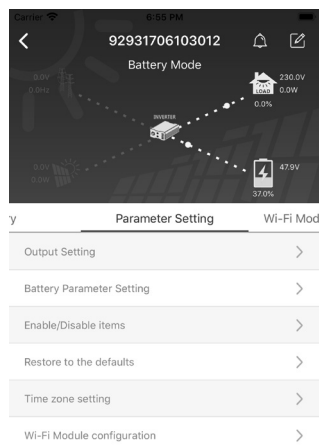 Carrier 6:55 PM
92931706103012
Battery Mode
0.0V
0.0Hz
230.0V
LOAD 0.0W
0.0%
INVERTER
0.0V
0.0W
47.9V
37.0%
y Parameter Setting Wi-Fi Mod
Output Setting
Battery Parameter Setting
Enable/Disable items
Restore to the defaults
Time zone setting
Wi-Fi Module configuration